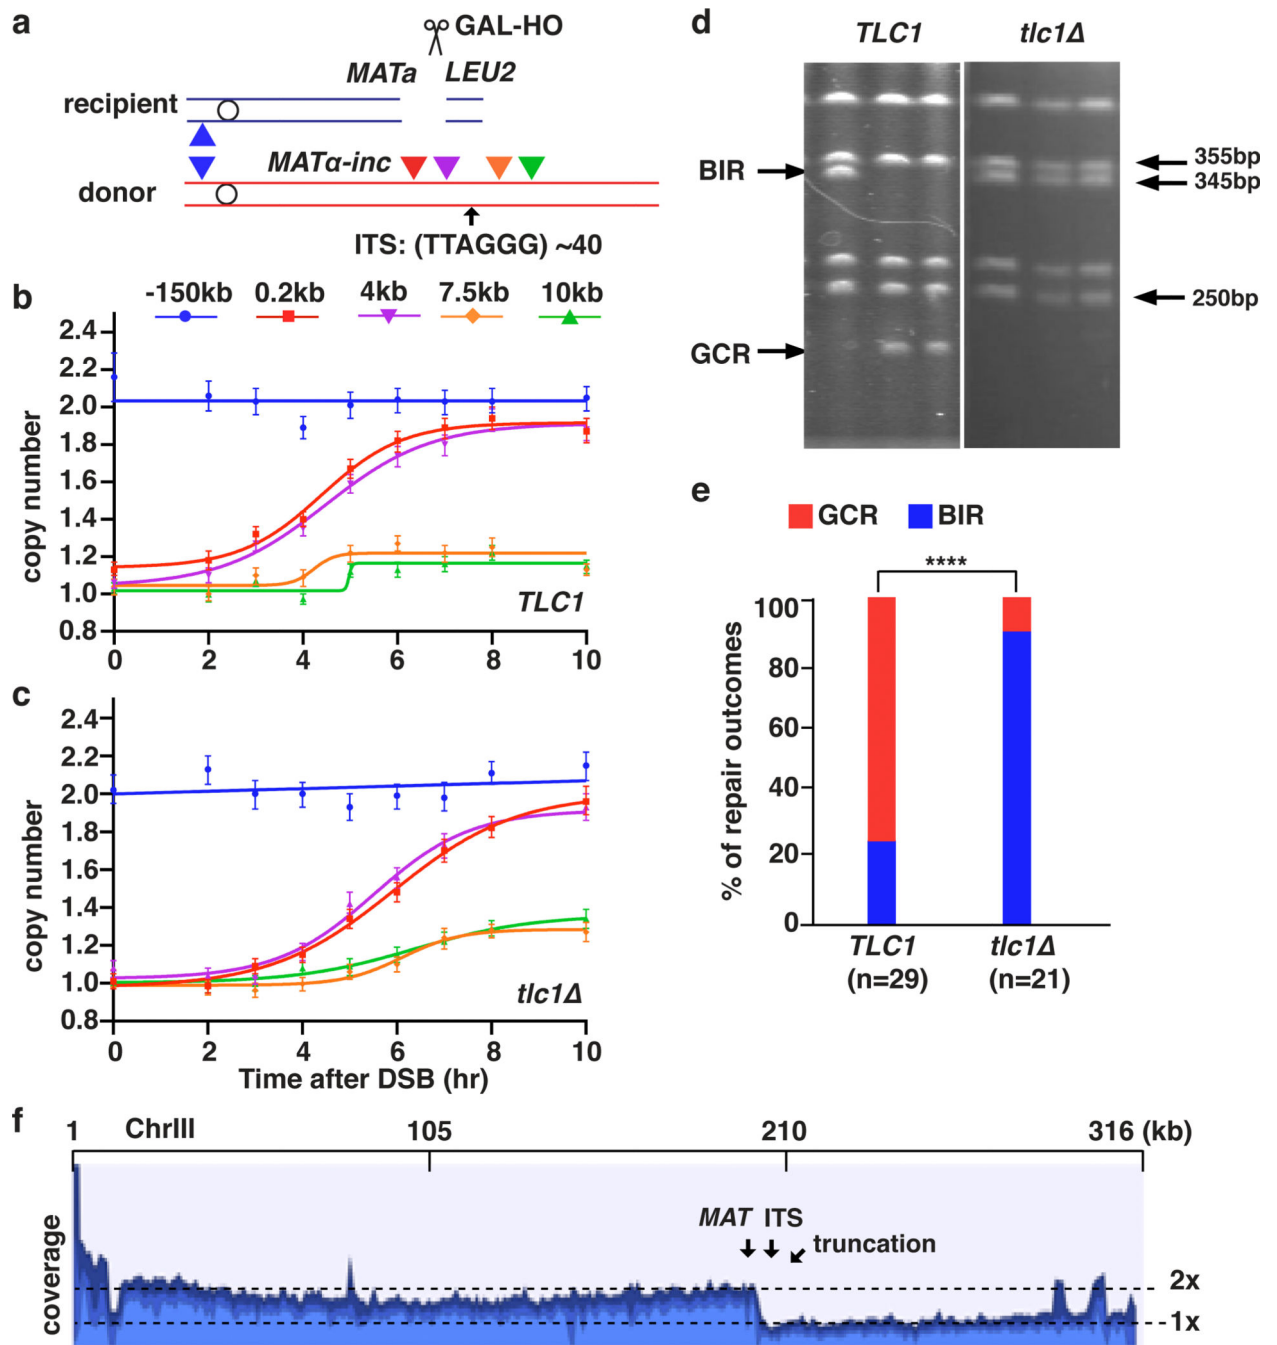 a
GAL-HO
MATa LEU2
recipient
MATα-inc
donor
ITS: (TTAGGG) ~40
b
-150kb 0.2kb 4kb 7.5kb 10kb
copy number
2.4
2.2
2.0
1.8
1.6
1.4
1.2
1.0
0.8
TLC1
0 2 4 6 8 10
c
copy number
2.4
2.2
2.0
1.8
1.6
1.4
1.2
1.0
0.8
tlc1Δ
0 2 4 6 8 10
Time after DSB (hr)
d
TLC1 tlc1Δ
BIR
GCR
355bp
345bp
250bp
e
GCR BIR
****
% of repair outcomes
100
80
60
40
20
0
TLC1 tlc1Δ
(n=29) (n=21)
f
1 ChrIII 105 210 316 (kb)
MAT ITS
truncation
coverage
2x
1x